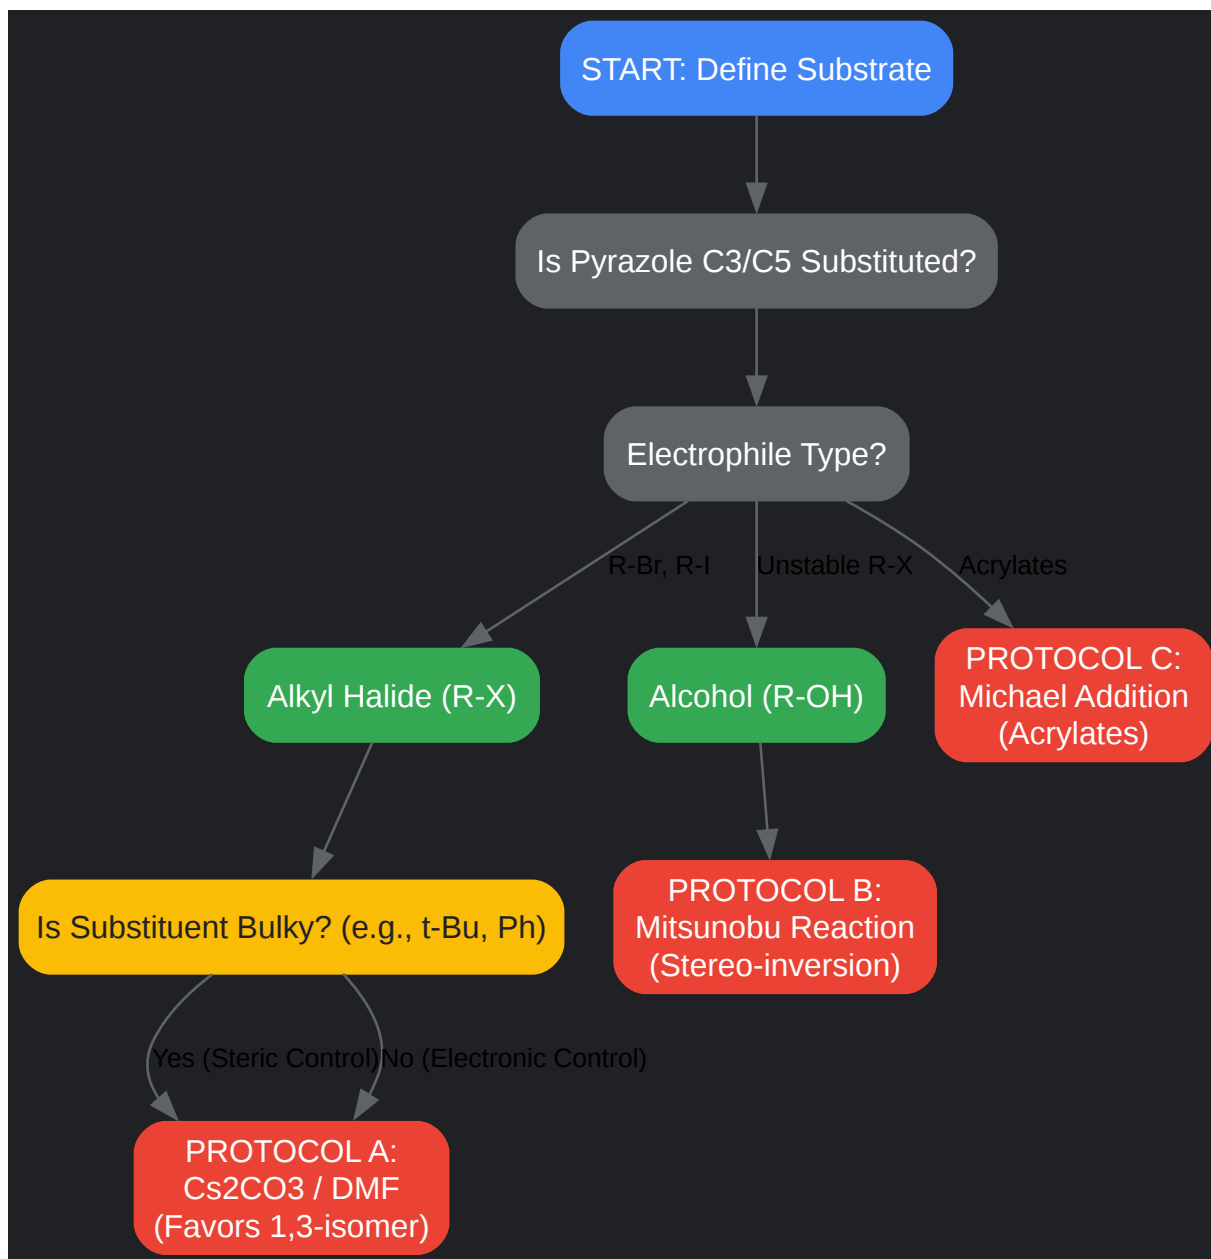 START: Define Substrate
Is Pyrazole C3/C5 Substituted?
Electrophile Type?
R-Br, R-I
Unstable R-X
Acrylates
Alkyl Halide (R-X)
Alcohol (R-OH)
PROTOCOL C:
Michael Addition
(Acrylates)
Is Substituent Bulky? (e.g., t-Bu, Ph)
PROTOCOL B:
Mitsunobu Reaction
(Stereo-inversion)
Yes (Steric Control)
No (Electronic Control)
PROTOCOL A:
Cs2CO3 / DMF
(Favors 1,3-isomer)